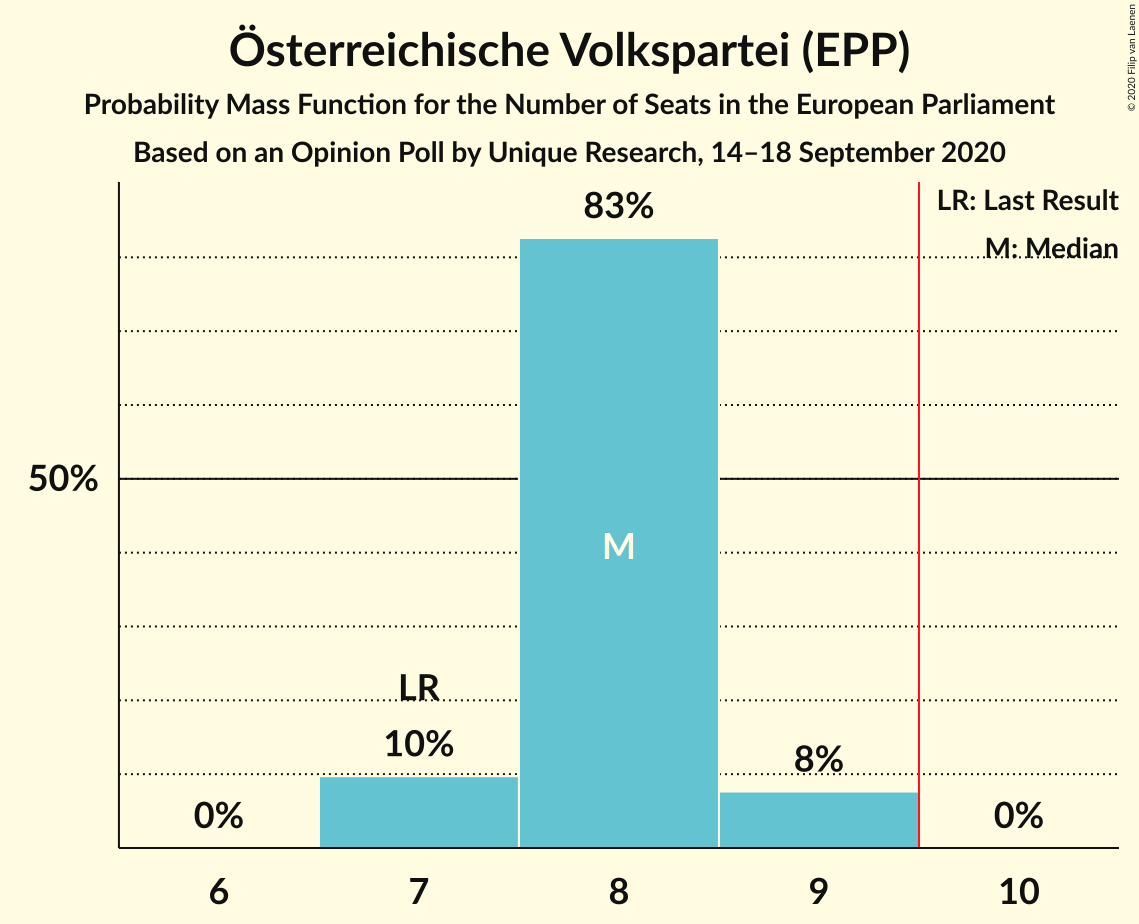 Österreichische Volkspartei (EPP)
Probability Mass Function for the Number of Seats in the European Parliament
Based on an Opinion Poll by Unique Research, 14–18 September 2020
© 2020 Filip van Laenen
LR: Last Result
M: Median
83%
50%
M
LR
10%
8%
0%
0%
6
7
8
9
10